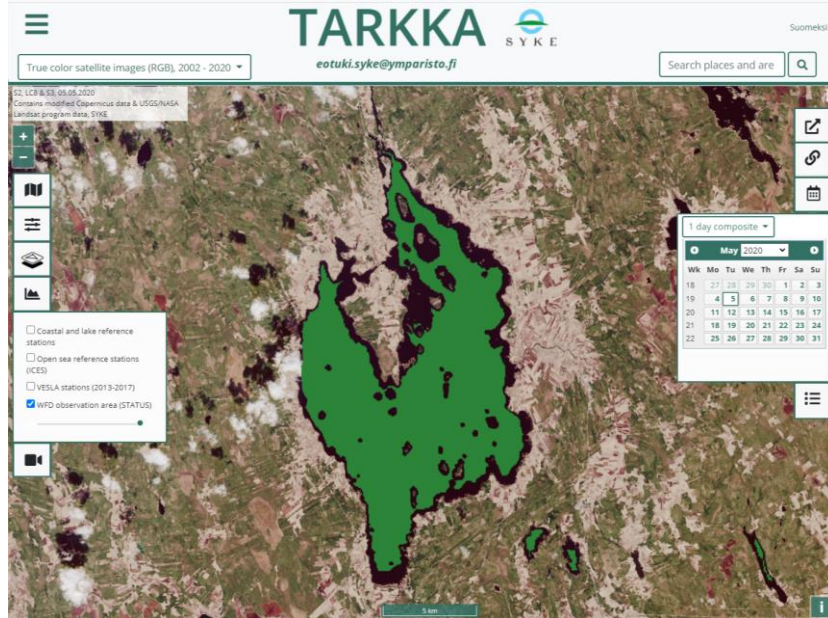 TARKKA
SYKE
Suomeksi
True color satellite images (RGB), 2002 - 2020
eotuki.syke@ymparisto.fi
Search places and are
S2, LC8 & S3, 05.05.2020
Contains modified Copernicus data & USGS/NASA
Landsat program data, SYKE
+
−
1 day composite
May 2020
Wk Mo Tu We Th Fr Sa Su
18 27 28 29 30 1 2 3
19 4 5 6 7 8 9 10
20 11 12 13 14 15 16 17
21 18 19 20 21 22 23 24
22 25 26 27 28 29 30 31
Coastal and lake reference
stations
Open sea reference stations
(ICES)
VESLA stations (2013-2017)
WFD observation area (STATUS)
5 km
i